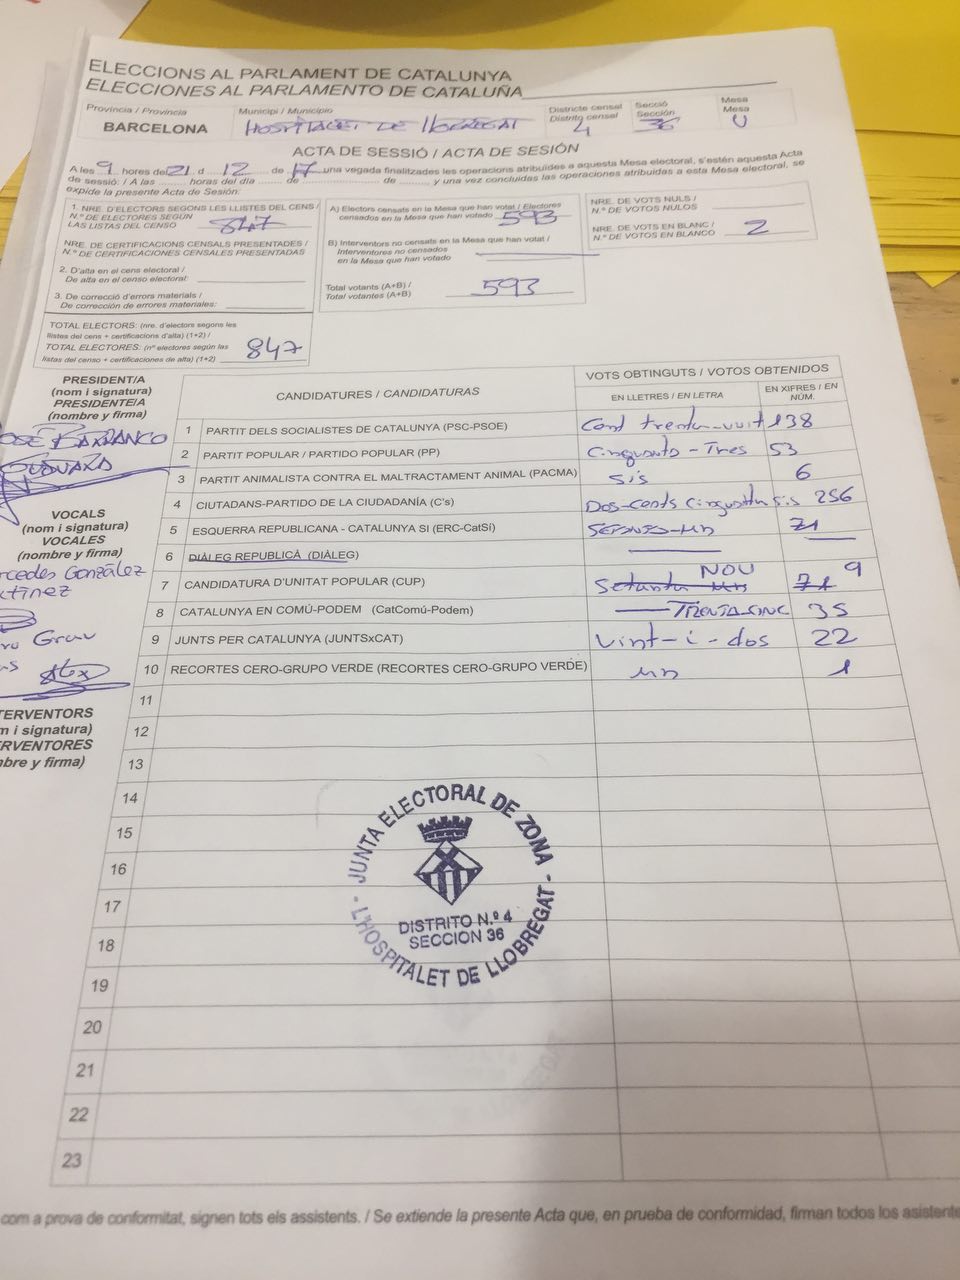 ELECCIONS AL PARLAMENT DE CATALUNYA
ELECCIONES AL PARLAMENTO DE CATALUÑA
Província / Provincia
BARCELONA
Municipi / Municipio
HOSPITALET DE LLOBREGAT
Districte censal
Distrito censal
4
Secció
Sección
36
Mesa
Mesa
U
ACTA DE SESSIÓ / ACTA DE SESIÓN
A les 9 hores del 21 d 12 de 17 una vegada finalitzades les operacions atribuïdes a aquesta Mesa electoral, s'estén aquesta Acta
de sessió: / A las ........ horas del día ........ de ........ de ........ y una vez concluidas las operaciones atribuidas a esta Mesa electoral, se
expide la presente Acta de Sesión:
1. NRE. D'ELECTORS SEGONS LES LLISTES DEL CENS /
N.º DE ELECTORES SEGÚN
LAS LISTAS DEL CENSO 847
NRE. DE CERTIFICACIONS CENSALS PRESENTADES /
N.º DE CERTIFICACIONES CENSALES PRESENTADAS
2. D'alta en el cens electoral /
De alta en el censo electoral:
3. De correcció d'errors materials /
De corrección de errores materiales:
TOTAL ELECTORS: (nre. d'electors segons les
llistes del cens + certificacions d'alta) (1+2) /
TOTAL ELECTORES: (nº electores según las
listas del censo + certificaciones de alta) (1+2) 847
A) Electors censats en la Mesa que han votat / Electores
censados en la Mesa que han votado 593
B) Interventors no censats en la Mesa que han votat /
Interventores no censados
en la Mesa que han votado
Total votants (A+B) /
Total votantes (A+B) 593
NRE. DE VOTS NULS /
N.º DE VOTOS NULOS
NRE. DE VOTS EN BLANC /
N.º DE VOTOS EN BLANCO 2
PRESIDENT/A
(nom i signatura)
PRESIDENTE/A
(nombre y firma)
OSÉ BARRANCO
VOCALS
(nom i signatura)
VOCALES
(nombre y firma)
rcedes González
rtínez
Grau
Alex
TERVENTORS
m i signatura)
ERVENTORES
mbre y firma)
CANDIDATURES / CANDIDATURAS
VOTS OBTINGUTS / VOTOS OBTENIDOS
EN LLETRES / EN LETRA
EN XIFRES / EN
NÚM.
1 PARTIT DELS SOCIALISTES DE CATALUNYA (PSC-PSOE) Cent trenta-vuit 138
2 PARTIT POPULAR / PARTIDO POPULAR (PP) Cinquanta-Tres 53
3 PARTIT ANIMALISTA CONTRA EL MALTRACTAMENT ANIMAL (PACMA) sis 6
4 CIUTADANS-PARTIDO DE LA CIUDADANÍA (C's) Dos-cents cinquanta sis 256
5 ESQUERRA REPUBLICANA - CATALUNYA SI (ERC-CatSí) SETANTA-UN 71
6 DIÀLEG REPUBLICÀ (DIÀLEG)
7 CANDIDATURA D'UNITAT POPULAR (CUP) Setanta un NOU 71 9
8 CATALUNYA EN COMÚ-PODEM (CatComú-Podem) TRENTA-CINC 35
9 JUNTS PER CATALUNYA (JUNTSxCAT) Vint-i-dos 22
10 RECORTES CERO-GRUPO VERDE (RECORTES CERO-GRUPO VERDE) un 1
11
12
13
14
15
16
17
18
19
20
21
22
23
JUNTA ELECTORAL DE ZONA
DISTRITO N.º 4
SECCION 36
- L'HOSPITALET DE LLOBREGAT -
com a prova de conformitat, signen tots els assistents. / Se extiende la presente Acta que, en prueba de conformidad, firman todos los asistente